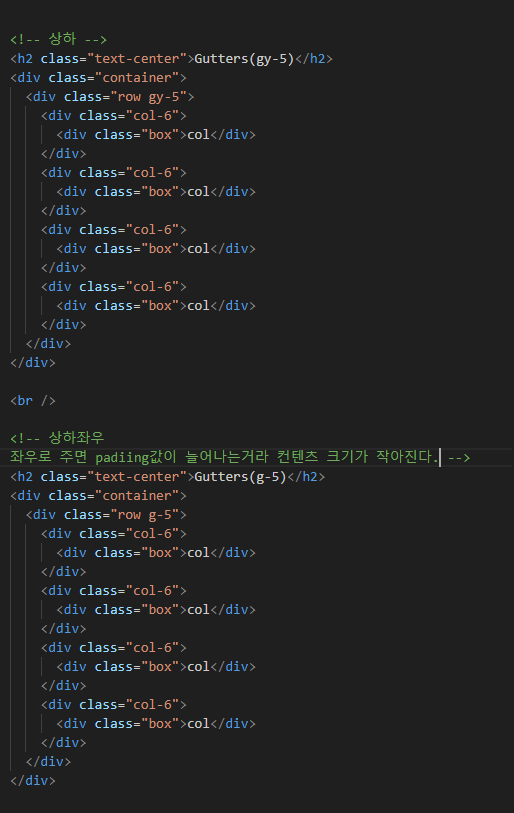 <!-- 상하 -->
<h2 class="text-center">Gutters(gy-5)</h2>
<div class="container">
<div class="row gy-5">
<div class="col-6">
<div class="box">col</div>
</div>
<div class="col-6">
<div class="box">col</div>
</div>
<div class="col-6">
<div class="box">col</div>
</div>
<div class="col-6">
<div class="box">col</div>
</div>
</div>
</div>
<br />
<!-- 상하좌우
좌우로 주면 padiing값이 늘어나는거라 컨텐츠 크기가 작아진다. -->
<h2 class="text-center">Gutters(g-5)</h2>
<div class="container">
<div class="row g-5">
<div class="col-6">
<div class="box">col</div>
</div>
<div class="col-6">
<div class="box">col</div>
</div>
<div class="col-6">
<div class="box">col</div>
</div>
<div class="col-6">
<div class="box">col</div>
</div>
</div>
</div>